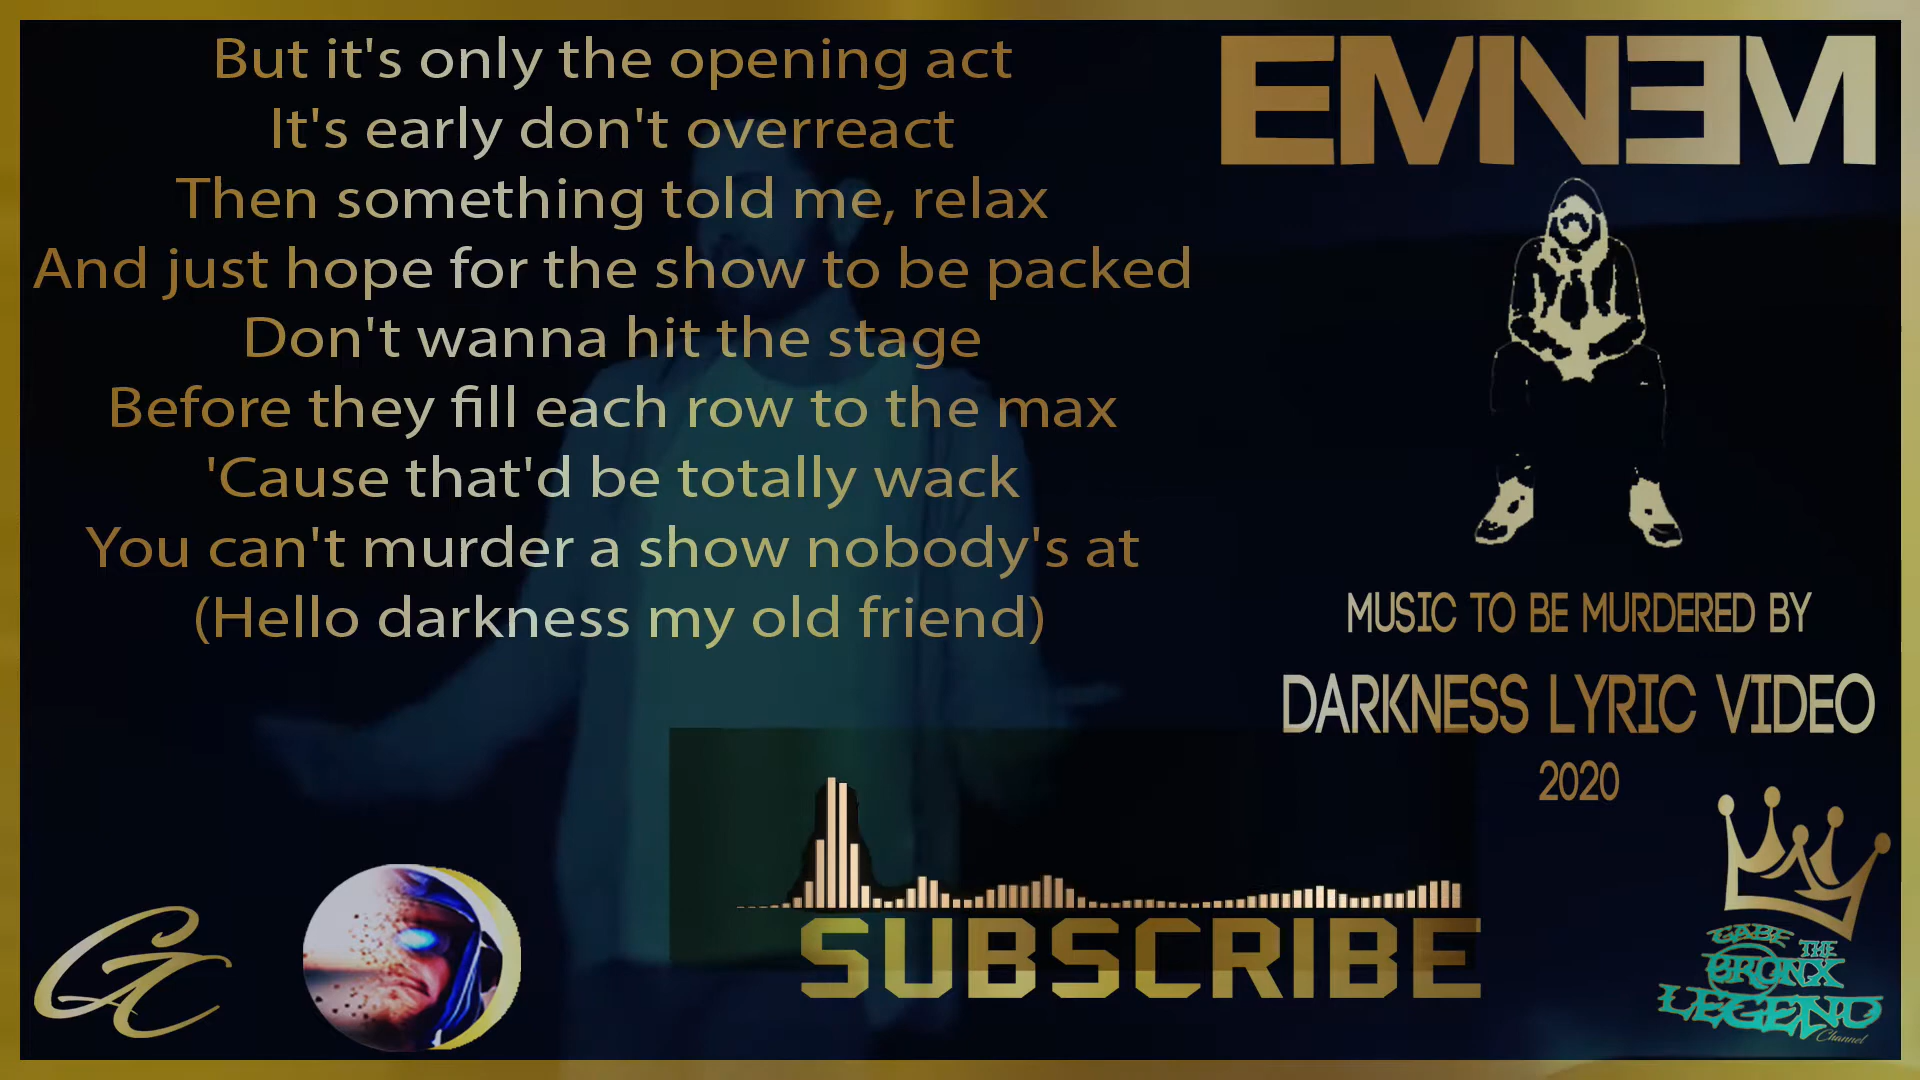 But it's only the opening act
It's early don't overreact
Then something told me, relax
And just hope for the show to be packed
Don't wanna hit the stage
Before they fill each row to the max
'Cause that'd be totally wack
You can't murder a show nobody's at
(Hello darkness my old friend)
EMINEM
MUSIC TO BE MURDERED BY
DARKNESS LYRIC VIDEO
2020
SUBSCRIBE
GABE
THE
BRONX
LEGEND
Channel